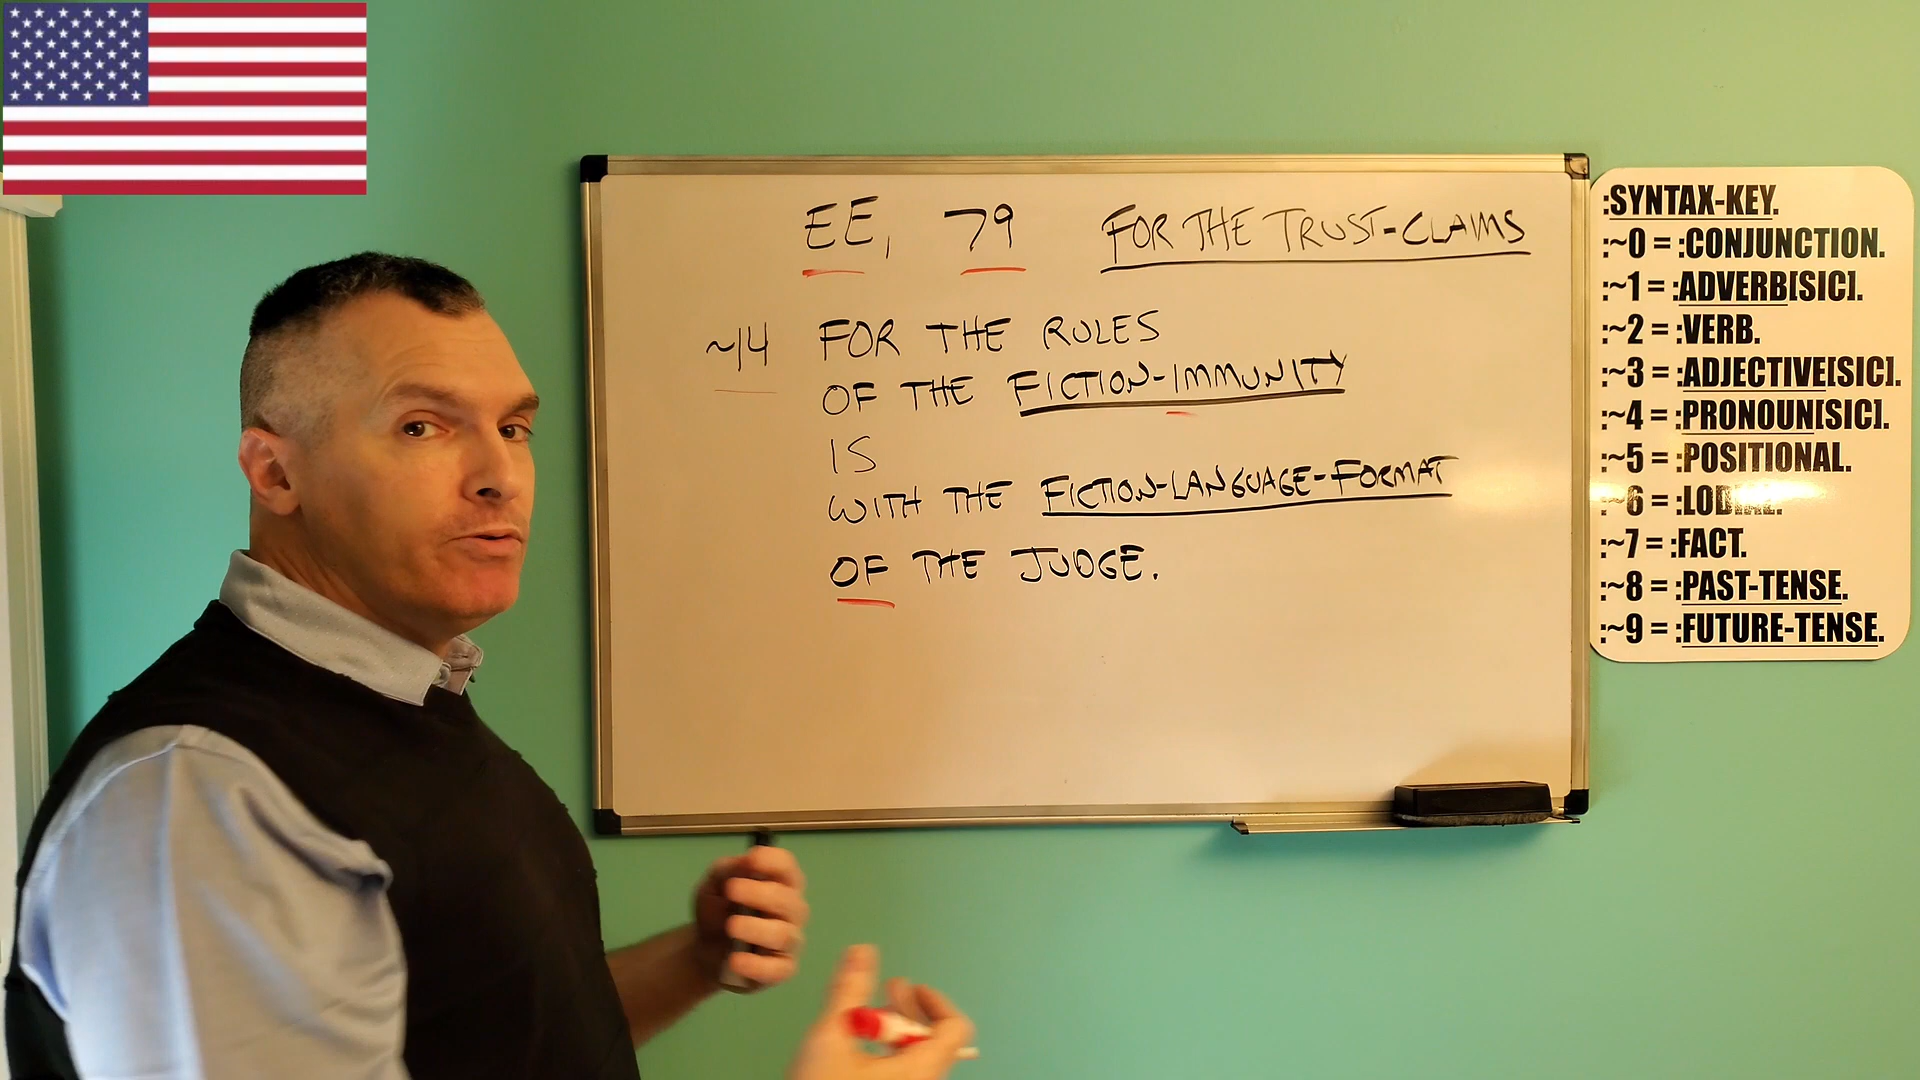 EE, 79 FOR THE TRUST-CLAIMS
~14 FOR THE RULES
OF THE FICTION-IMMUNITY
IS
WITH THE FICTION-LANGUAGE-FORMAT
OF THE JUDGE.
:SYNTAX-KEY.
:~0 = :CONJUNCTION.
:~1 = :ADVERB[SIC].
:~2 = :VERB.
:~3 = :ADJECTIVE[SIC].
:~4 = :PRONOUN[SIC].
:~5 = :POSITIONAL.
:~6 = :LODIAL.
:~7 = :FACT.
:~8 = :PAST-TENSE.
:~9 = :FUTURE-TENSE.